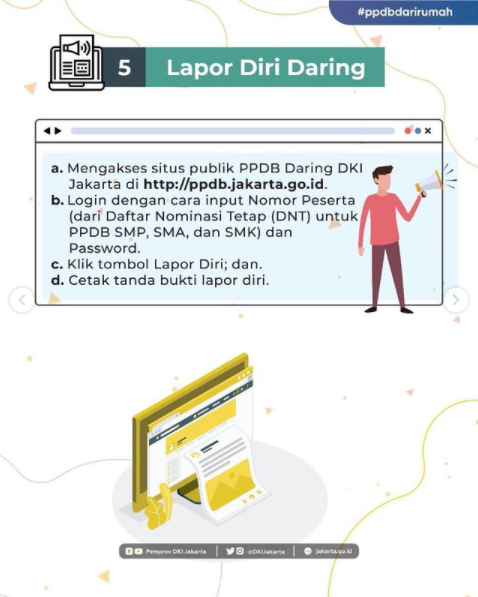 #ppdbdarirumah
5 Lapor Diri Daring
a. Mengakses situs publik PPDB Daring DKI
Jakarta di http://ppdb.jakarta.go.id.
b. Login dengan cara input Nomor Peserta
(dari Daftar Nominasi Tetap (DNT) untuk
PPDB SMP, SMA, dan SMK) dan
Password.
c. Klik tombol Lapor Diri; dan.
d. Cetak tanda bukti lapor diri.
Pemprov DKI Jakarta | @DKIJakarta | jakarta.go.id